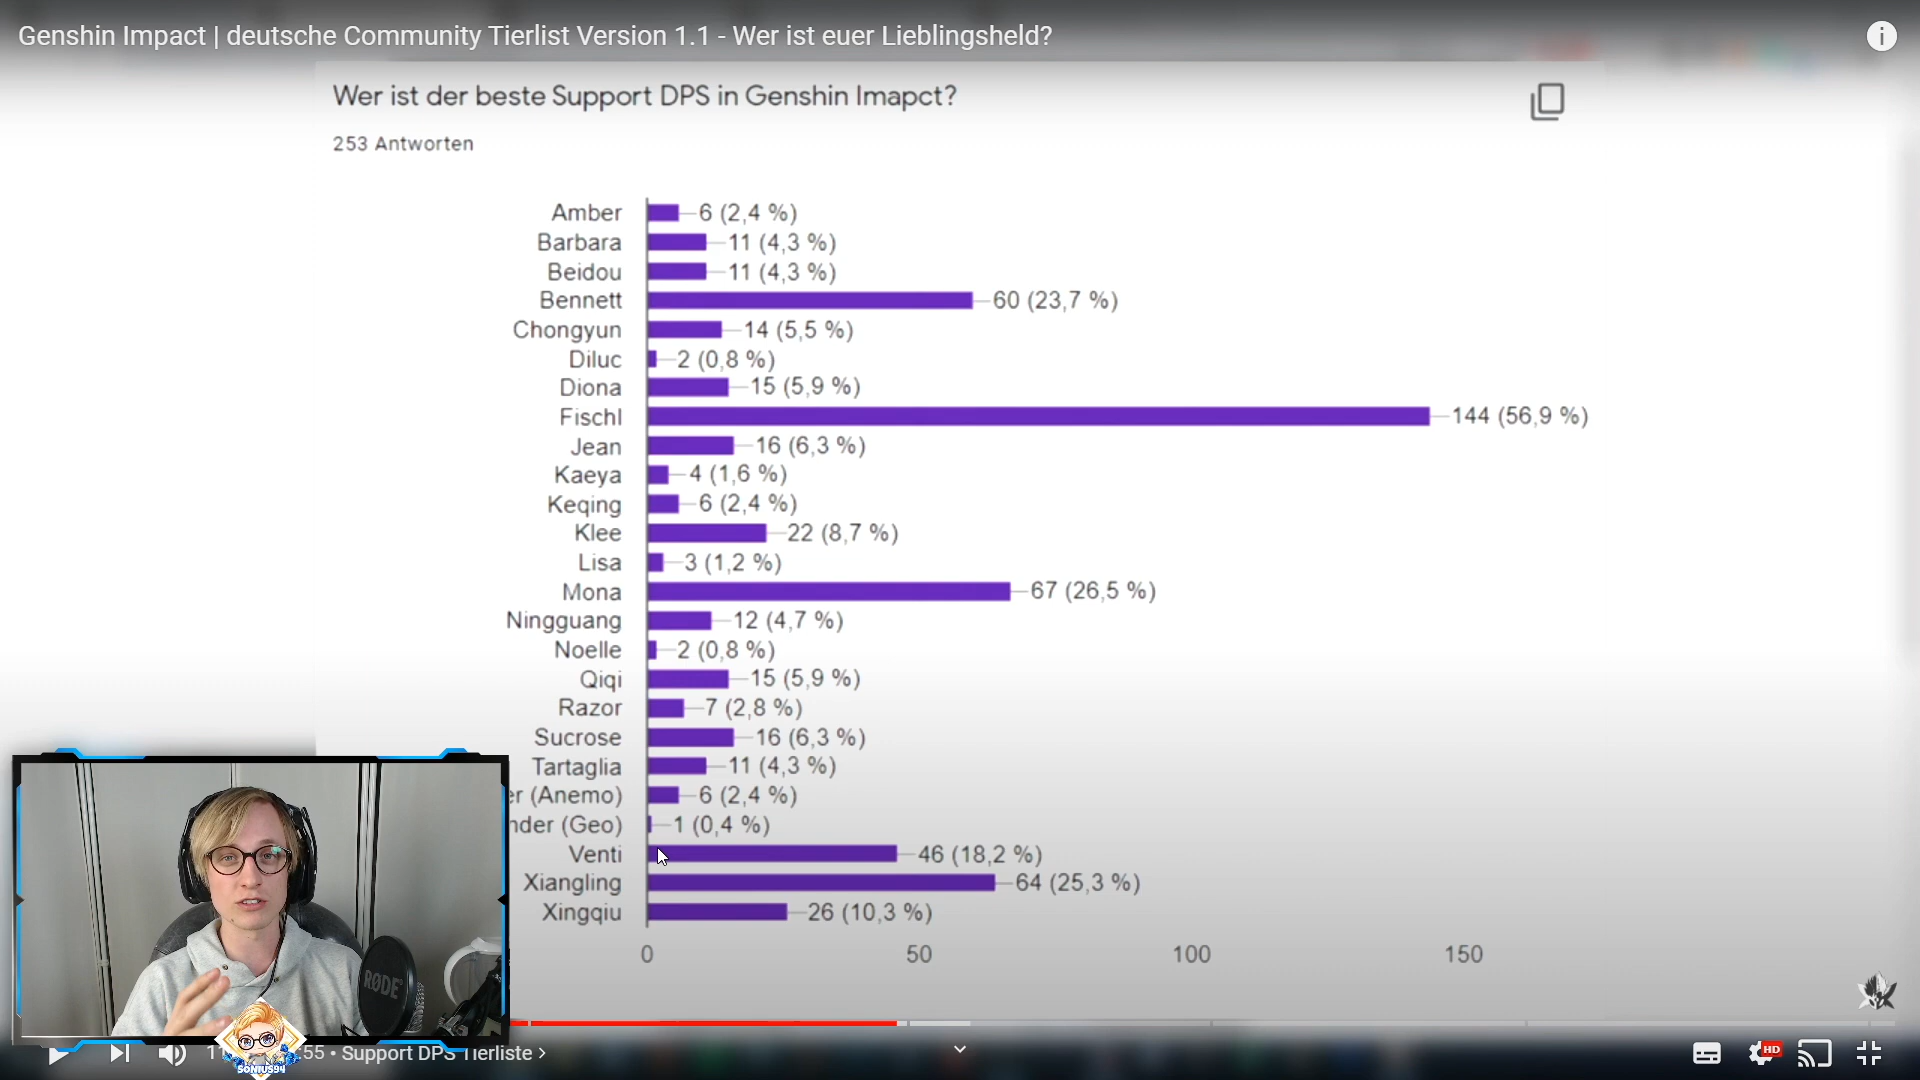 Genshin Impact | deutsche Community Tierlist Version 1.1 - Wer ist euer Lieblingsheld?
Wer ist der beste Support DPS in Genshin Imapct?
253 Antworten
Amber 6 (2,4 %)
Barbara 11 (4,3 %)
Beidou 11 (4,3 %)
Bennett 60 (23,7 %)
Chongyun 14 (5,5 %)
Diluc 2 (0,8 %)
Diona 15 (5,9 %)
Fischl 144 (56,9 %)
Jean 16 (6,3 %)
Kaeya 4 (1,6 %)
Keqing 6 (2,4 %)
Klee 22 (8,7 %)
Lisa 3 (1,2 %)
Mona 67 (26,5 %)
Ningguang 12 (4,7 %)
Noelle 2 (0,8 %)
Qiqi 15 (5,9 %)
Razor 7 (2,8 %)
Sucrose 16 (6,3 %)
Tartaglia 11 (4,3 %)
er (Anemo) 6 (2,4 %)
nder (Geo) 1 (0,4 %)
Venti 46 (18,2 %)
Xiangling 64 (25,3 %)
Xingqiu 26 (10,3 %)
0 50 100 150
RØDE
SONIUS94
:55 • Support DPS Tierliste
HD